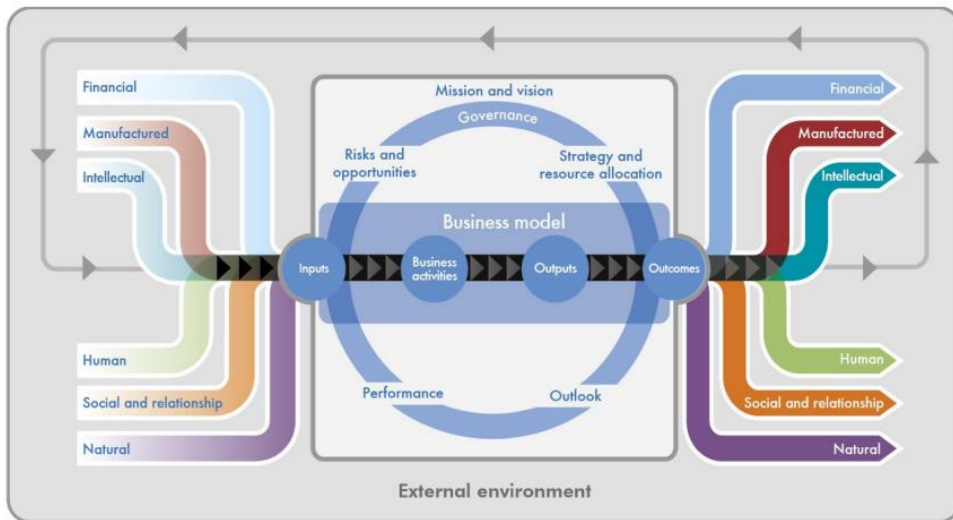 Financial
Manufactured
Intellectual
Human
Social and relationship
Natural
Mission and vision
Governance
Risks and
opportunities
Strategy and
resource allocation
Business model
Inputs
Business
activities
Outputs
Outcomes
Performance
Outlook
Financial
Manufactured
Intellectual
Human
Social and relationship
Natural
External environment